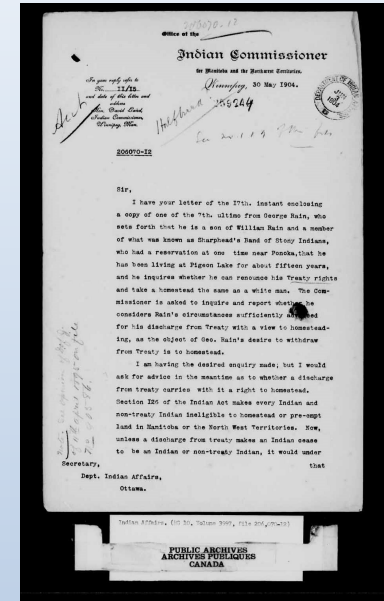 206070-12
Office of the
Indian Commissioner
for Manitoba and the Northwest Territories.
In your reply refer to
No. 11/15
and date of this letter and
address
Hon. David Laird,
Indian Commissioner,
Winnipeg, Man.
Winnipeg, 30 May 1904.
206070-12
Sir,
I have your letter of the 17th. instant enclosing
a copy of one of the 7th. ultimo from George Rain, who
sets forth that he is a son of William Rain and a member
of what was known as Sharphead's Band of Stony Indians,
who had a reservation at one time near Ponoka, that he
has been living at Pigeon Lake for about fifteen years,
and he inquires whether he can renounce his Treaty rights
and take a homestead the same as a white man. The Com-
missioner is asked to inquire and report whether he
considers Rain's circumstances sufficiently
for his discharge from Treaty with a view to homestead-
ing, as the object of Geo. Rain's desire to withdraw
from Treaty is to homestead.
I am having the desired enquiry made; but I would
ask for advice in the meantime as to whether a discharge
from treaty carries with it a right to homestead.
Section 126 of the Indian Act makes every Indian and
non-treaty Indian ineligible to homestead or pre-empt
land in Manitoba or the North West Territories. Now,
unless a discharge from treaty makes an Indian cease
to be an Indian or non-treaty Indian, it would under
Secretary, that
Dept. Indian Affairs,
Ottawa.
Indian Affairs. (RG 10, Volume
PUBLIC ARCHIVES
ARCHIVES PUBLIQUES
CANADA